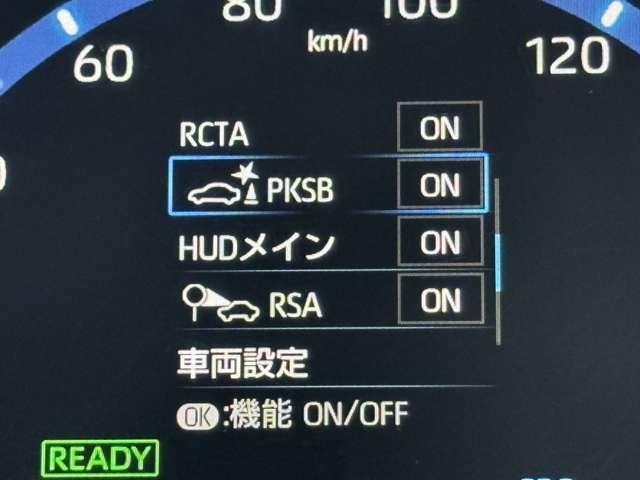 80 100
60 km/h 120
RCTA ON
PKSB ON
HUDメイン ON
RSA ON
車両設定
OK:機能 ON/OFF
READY